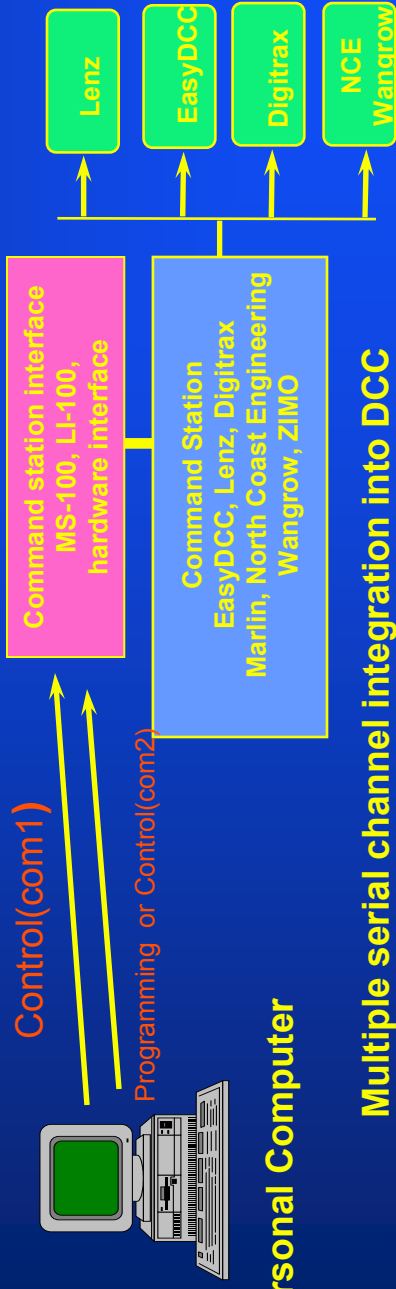 Control(com1)
Programming or Control(com2)
rsonal Computer
Command station interface
MS-100, LI-100,
hardware interface
Command Station
EasyDCC, Lenz, Digitrax
Marlin, North Coast Engineering
Wangrow, ZIMO
Lenz
EasyDCC
Digitrax
NCE
Wangrow
Multiple serial channel integration into DCC